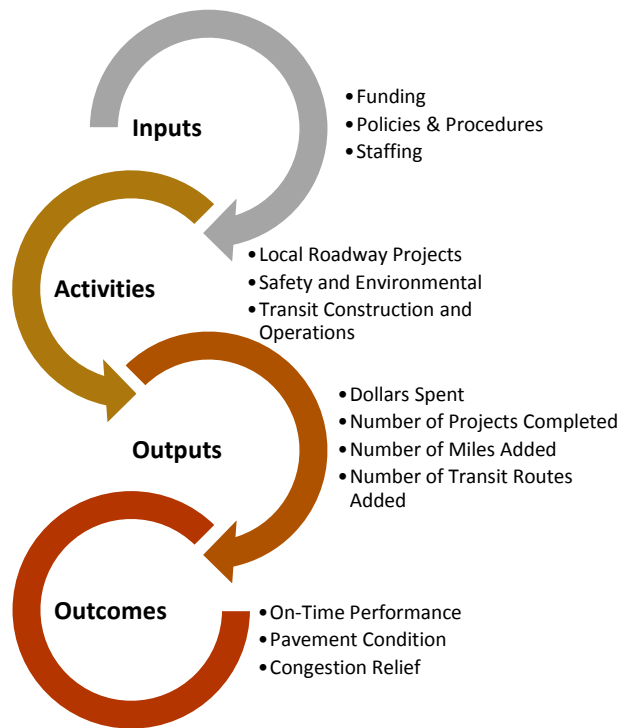 Inputs
•Funding
•Policies & Procedures
•Staffing
Activities
•Local Roadway Projects
•Safety and Environmental
•Transit Construction and
Operations
Outputs
•Dollars Spent
•Number of Projects Completed
•Number of Miles Added
•Number of Transit Routes
Added
Outcomes
•On-Time Performance
•Pavement Condition
•Congestion Relief